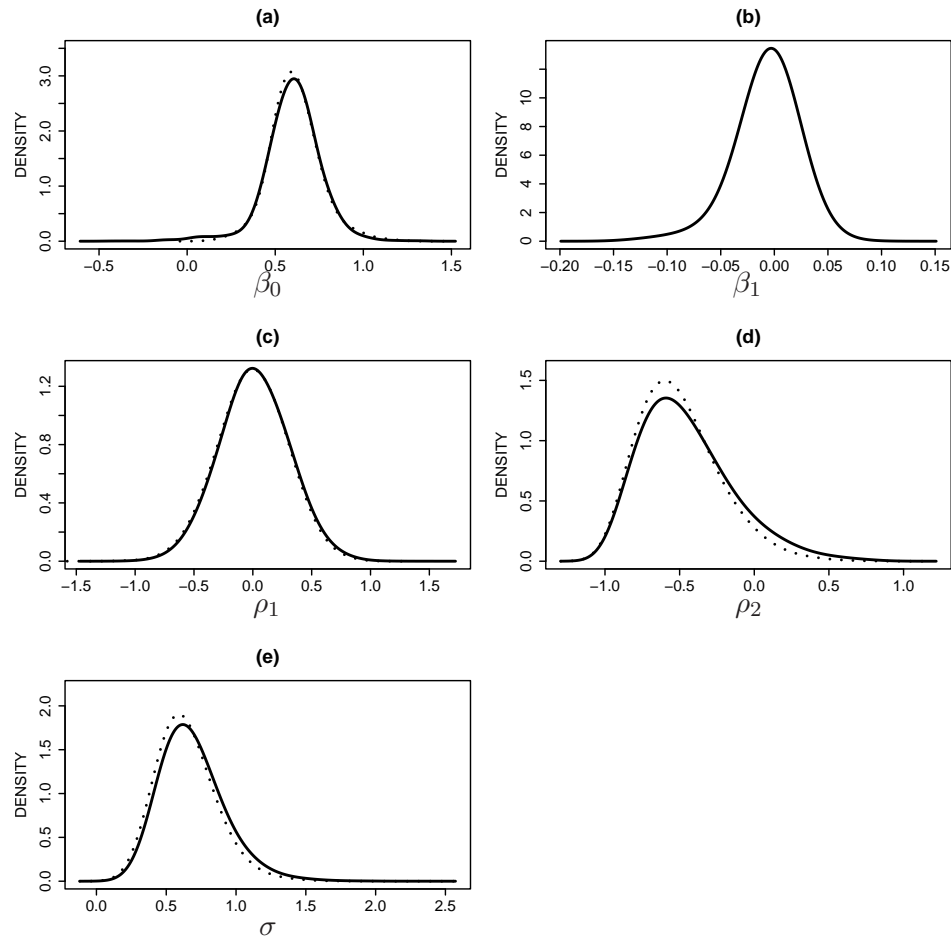 (a)
DENSITY
0.0 1.0 2.0 3.0
−0.5 0.0 0.5 1.0 1.5
β0
(b)
DENSITY
0 2 4 6 8 10
−0.20 −0.15 −0.10 −0.05 0.00 0.05 0.10 0.15
β1
(c)
DENSITY
0.0 0.4 0.8 1.2
−1.5 −1.0 −0.5 0.0 0.5 1.0 1.5
ρ1
(d)
DENSITY
0.0 0.5 1.0 1.5
−1.0 −0.5 0.0 0.5 1.0
ρ2
(e)
DENSITY
0.0 0.5 1.0 1.5 2.0
0.0 0.5 1.0 1.5 2.0 2.5
σ